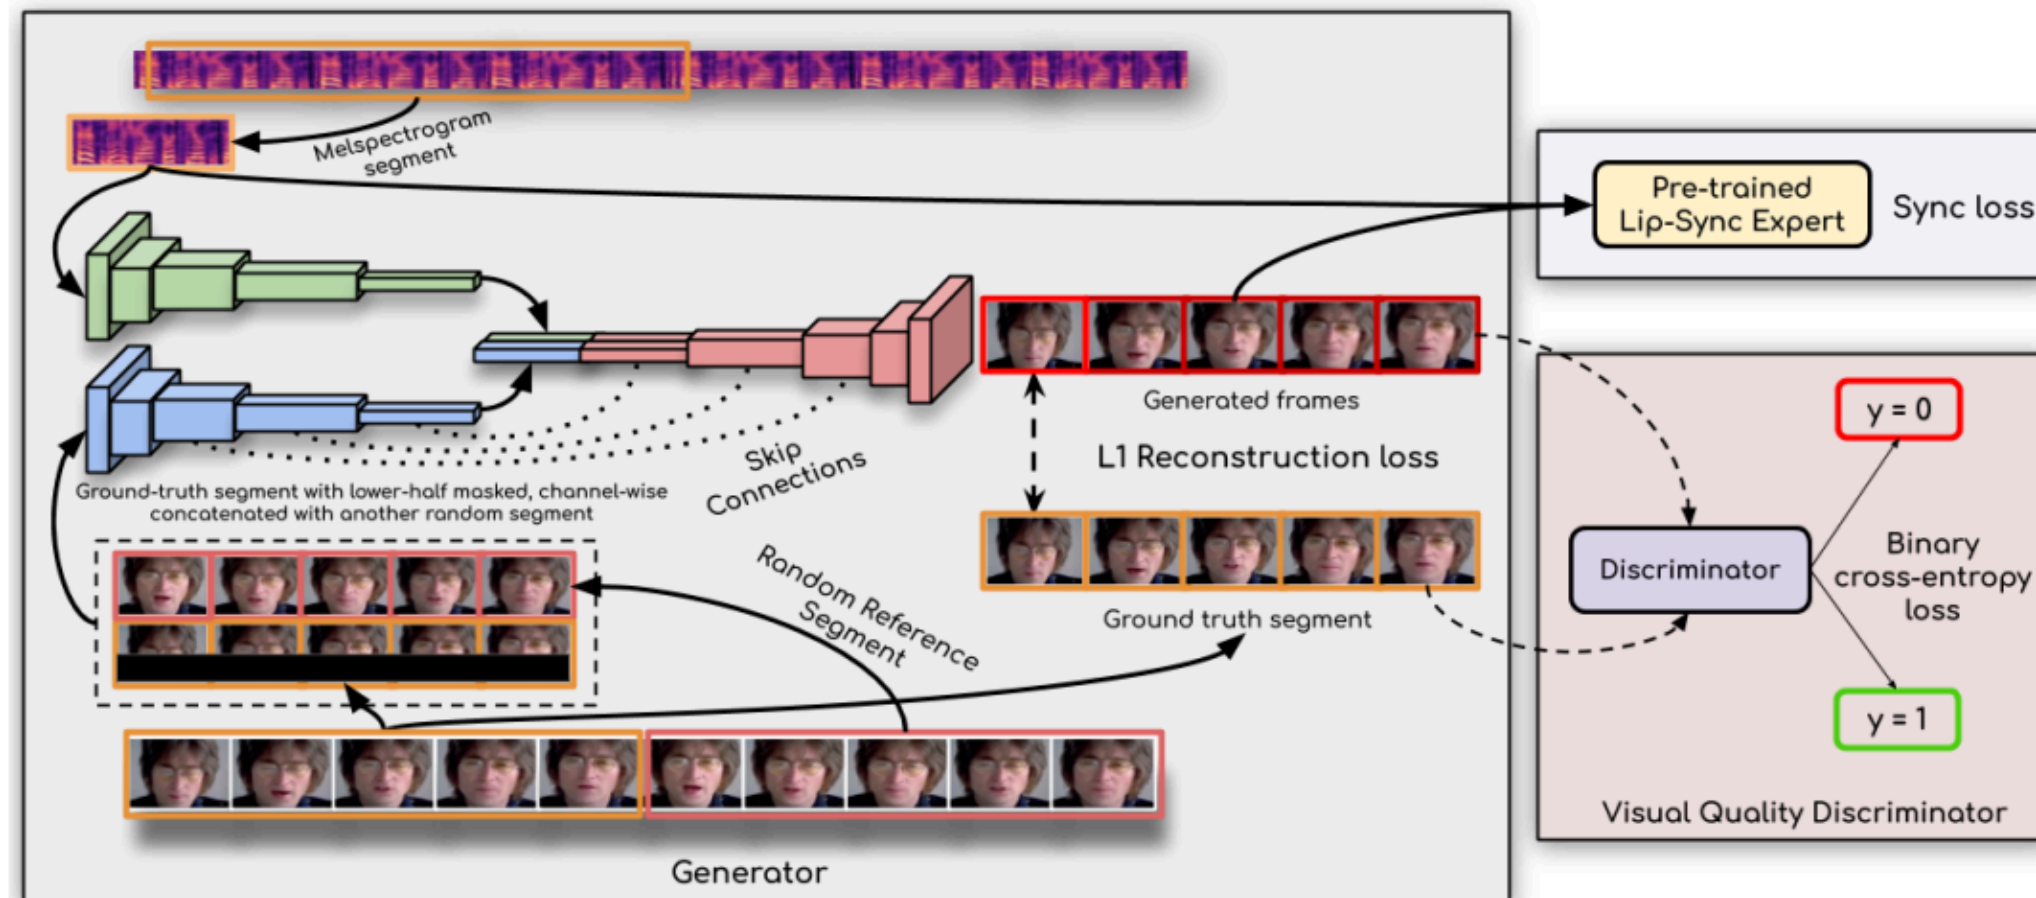 Melspectrogram
segment
Pre-trained
Lip-Sync Expert
Sync loss
Generated frames
L1 Reconstruction loss
Skip
Connections
Ground-truth segment with lower-half masked, channel-wise
concatenated with another random segment
Random Reference
Segment
Ground truth segment
y = 0
Discriminator
Binary
cross-entropy
loss
y = 1
Visual Quality Discriminator
Generator